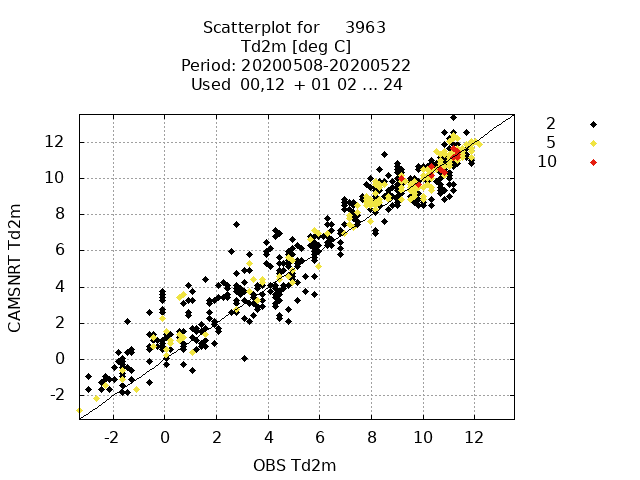 Scatterplot for 3963
Td2m [deg C]
Period: 20200508-20200522
Used 00,12 + 01 02 ... 24
2
5
10
CAMSNRT Td2m
12
10
8
6
4
2
0
-2
-2 0 2 4 6 8 10 12
OBS Td2m